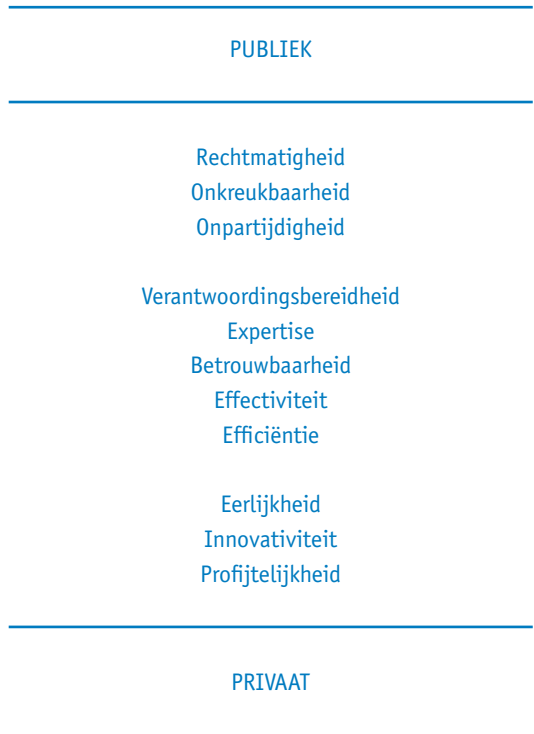 PUBLIEK
Rechtmatigheid
Onkreukbaarheid
Onpartijdigheid
Verantwoordingsbereidheid
Expertise
Betrouwbaarheid
Effectiviteit
Efficiëntie
Eerlijkheid
Innovativiteit
Profijtelijkheid
PRIVAAT